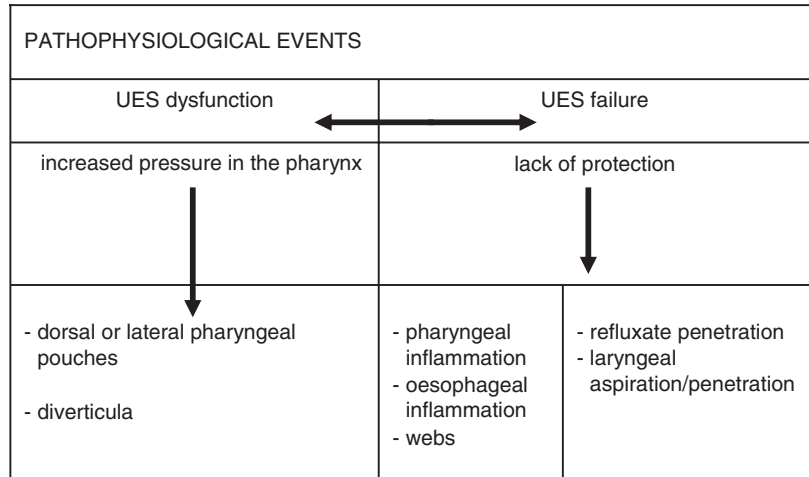 PATHOPHYSIOLOGICAL EVENTS
UES dysfunction
UES failure
increased pressure in the pharynx
lack of protection
- dorsal or lateral pharyngeal
pouches
- diverticula
- pharyngeal
inflammation
- oesophageal
inflammation
- webs
- refluxate penetration
- laryngeal
aspiration/penetration